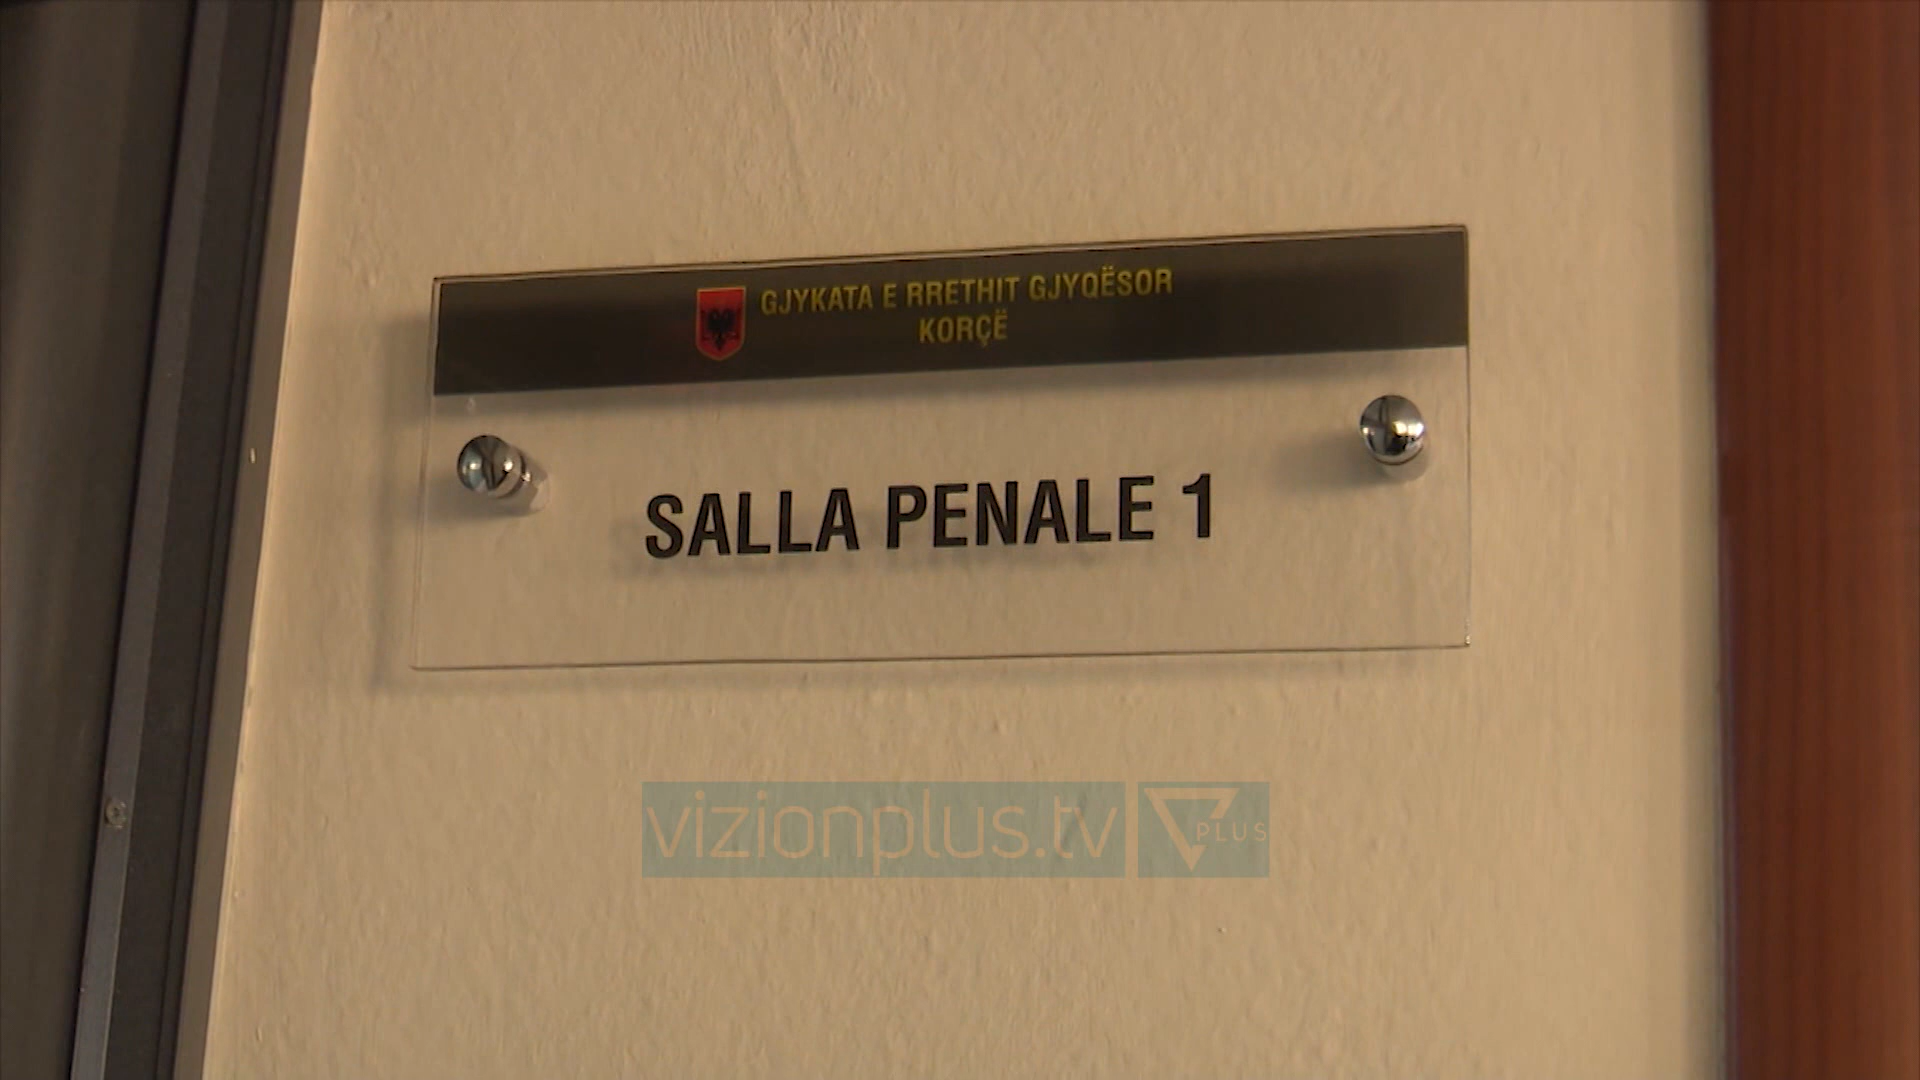 GJYKATA E RRETHIT GJYQËSOR
KORÇË
SALLA PENALE 1
vizionplus.tv
PLUS